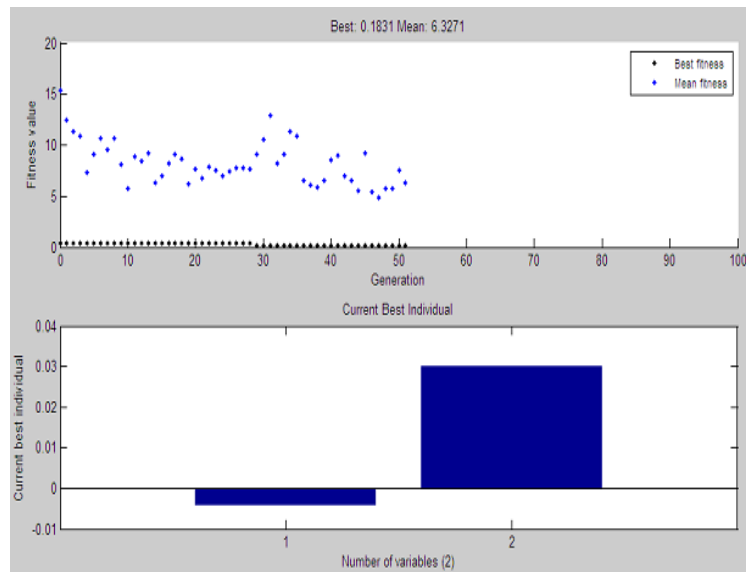 Best: 0.1831 Mean: 6.3271
20
15
10
5
0
Fitness value
Best fitness
Mean fitness
0 10 20 30 40 50 60 70 80 90 100
Generation
Current Best Individual
0.04
0.03
0.02
0.01
0
-0.01
Current best individual
1 2
Number of variables (2)